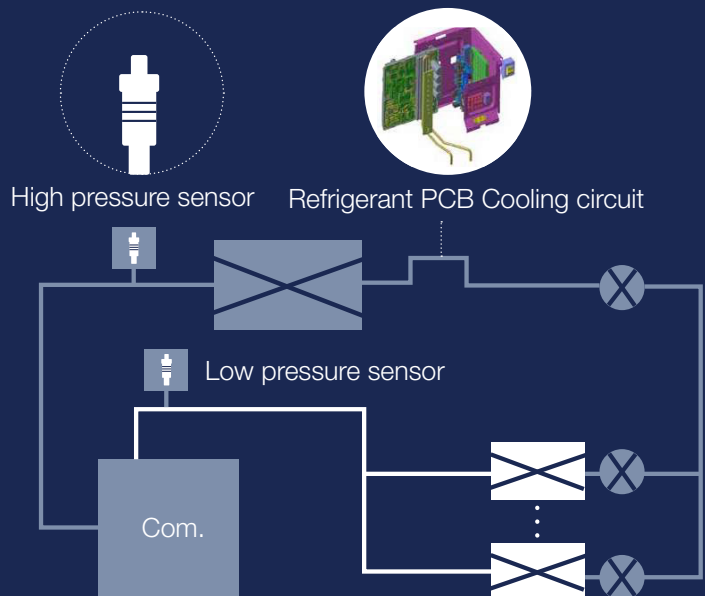 High pressure sensor
Refrigerant PCB Cooling circuit
Low pressure sensor
Com.